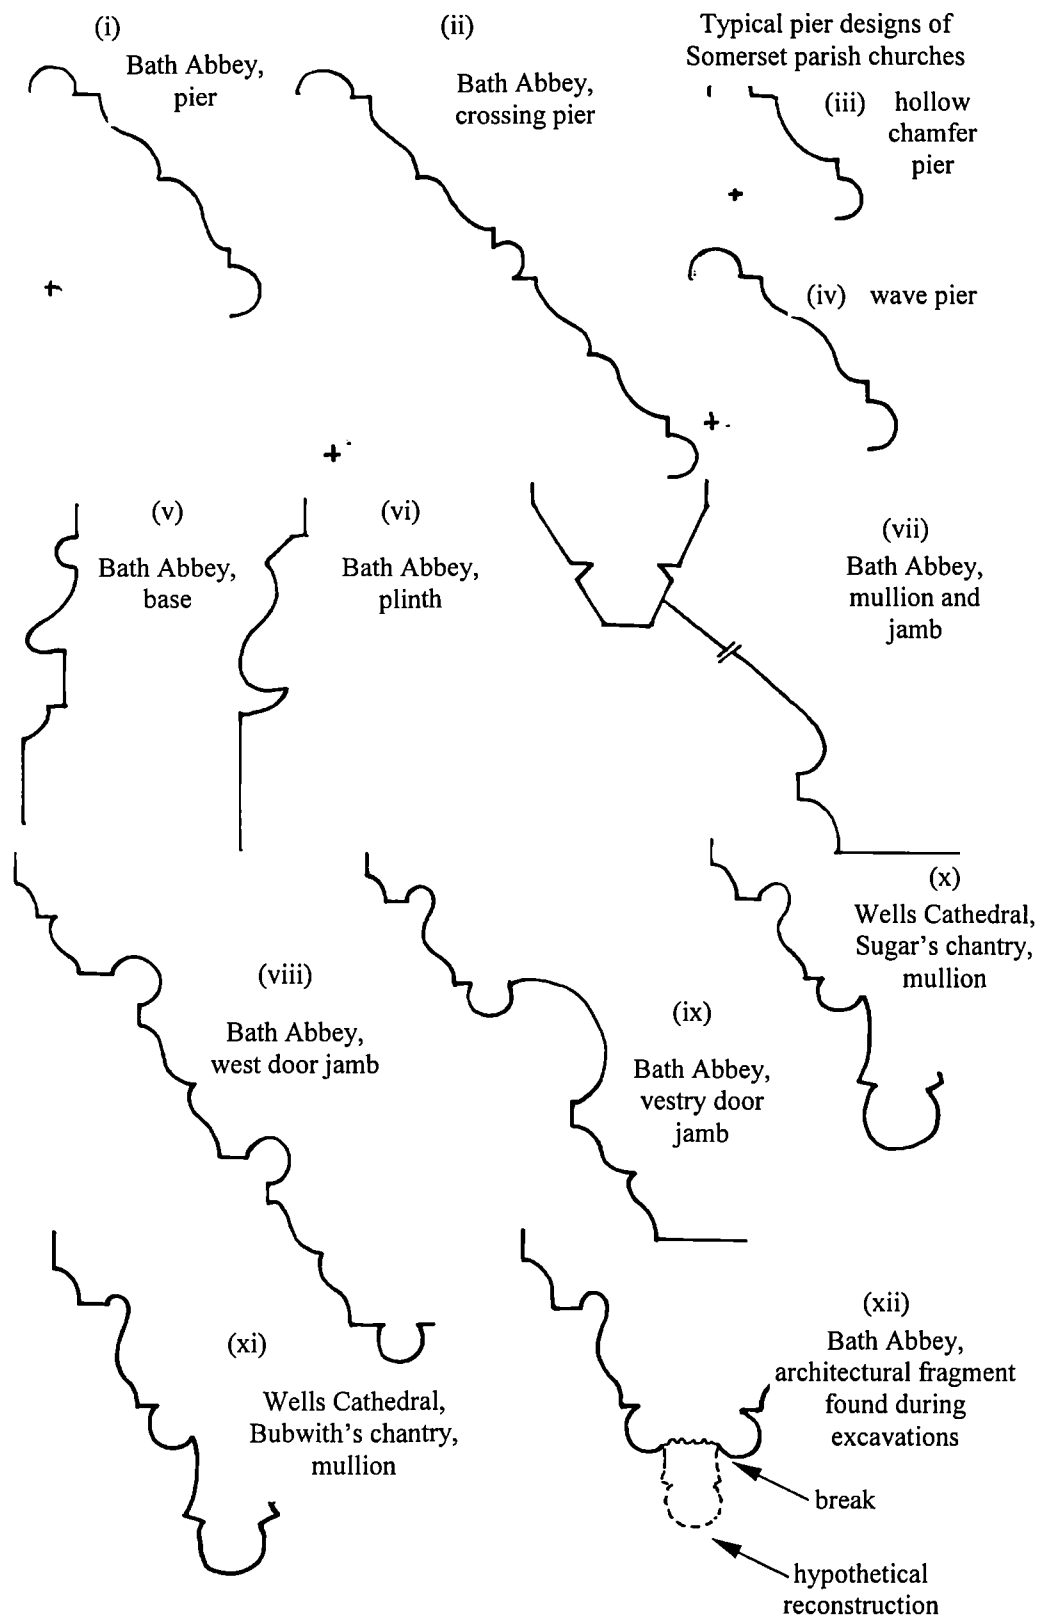 (i)
Bath Abbey,
pier
(ii)
Bath Abbey,
crossing pier
Typical pier designs of
Somerset parish churches
(iii) hollow
chamfer
pier
(iv) wave pier
(v)
Bath Abbey,
base
(vi)
Bath Abbey,
plinth
(vii)
Bath Abbey,
mullion and
jamb
(viii)
Bath Abbey,
west door jamb
(ix)
Bath Abbey,
vestry door
jamb
(x)
Wells Cathedral,
Sugar's chantry,
mullion
(xi)
Wells Cathedral,
Bubwith's chantry,
mullion
(xii)
Bath Abbey,
architectural fragment
found during
excavations
break
hypothetical
reconstruction